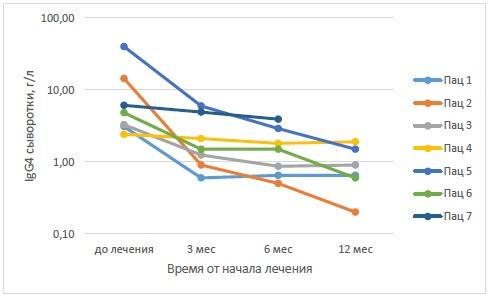 100,00
10,00
1,00
0,10
IgG4 сыворотки, г/л
до лечения
3 мес
6 мес
12 мес
Время от начала лечения
Пац 1
Пац 2
Пац 3
Пац 4
Пац 5
Пац 6
Пац 7